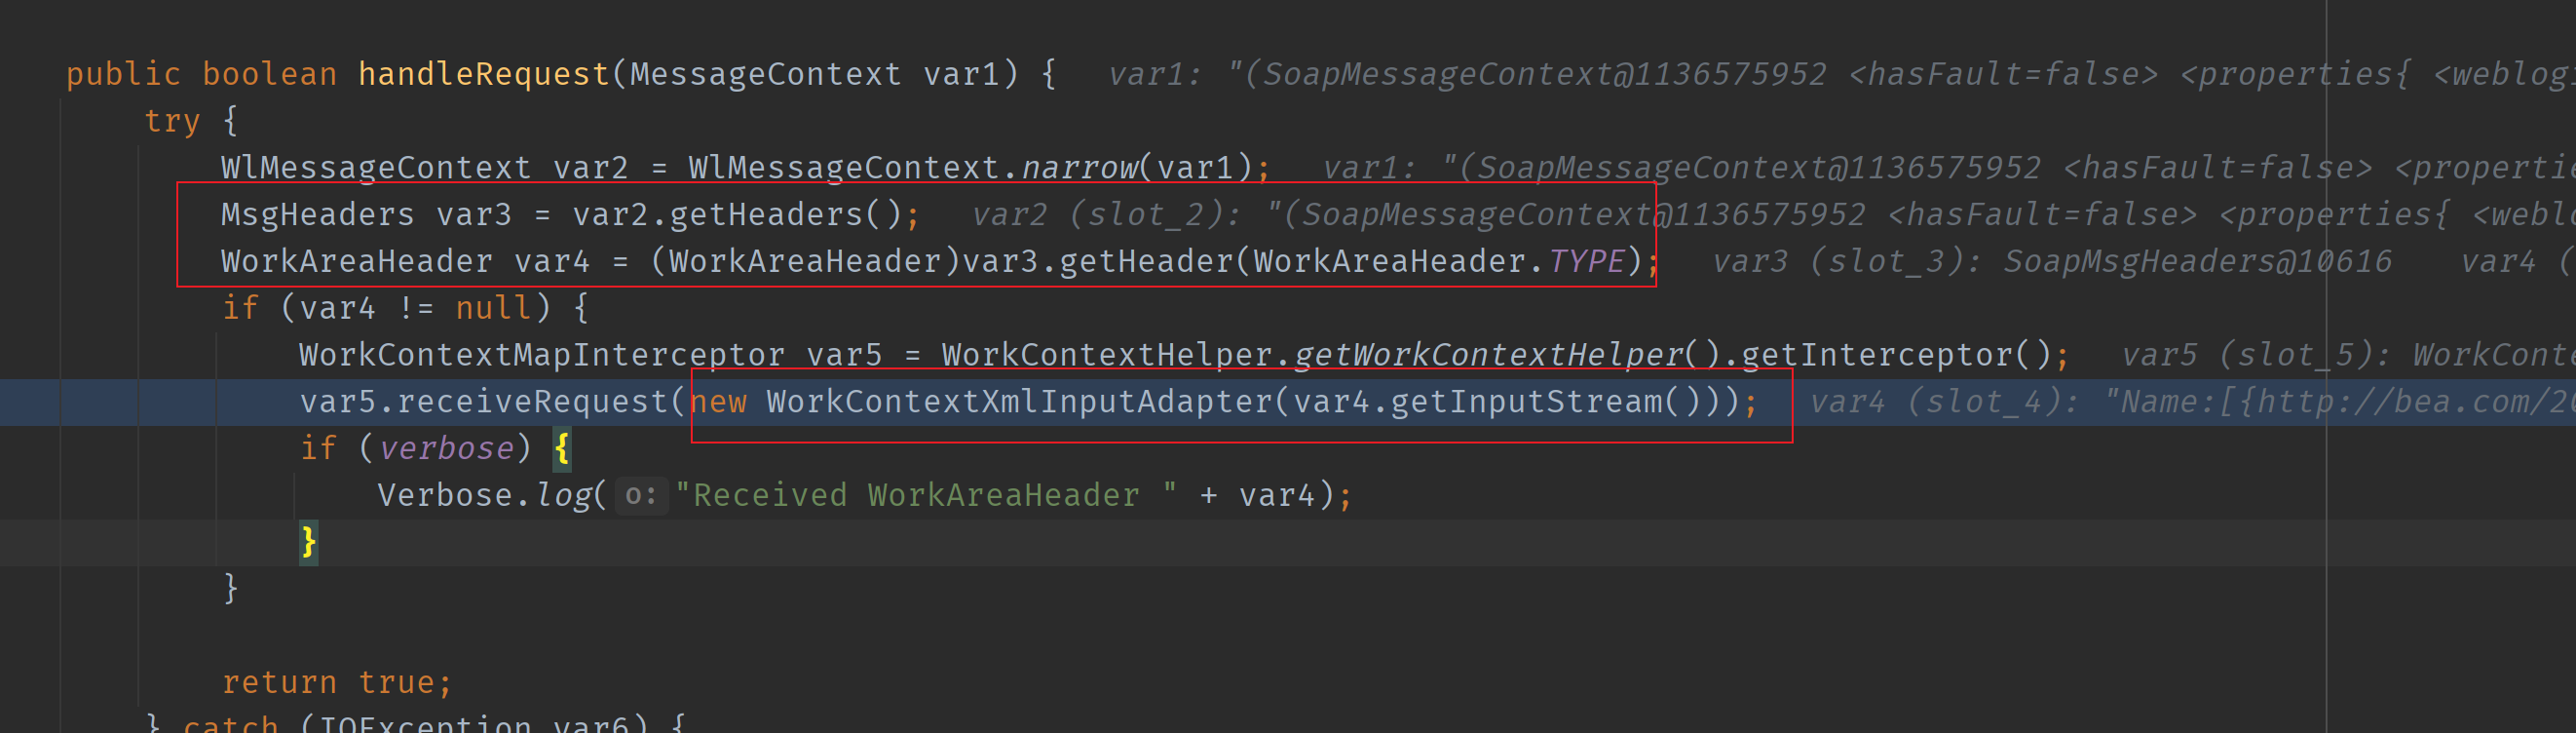 public boolean handleRequest(MessageContext var1) {   var1: "(SoapMessageContext@1136575952 <hasFault=false> <properties{ <weblogi
try {
WlMessageContext var2 = WlMessageContext.narrow(var1);   var1: "(SoapMessageContext@1136575952 <hasFault=false> <propertie
MsgHeaders var3 = var2.getHeaders();   var2 (slot_2): "(SoapMessageContext@1136575952 <hasFault=false> <properties{ <weblo
WorkAreaHeader var4 = (WorkAreaHeader)var3.getHeader(WorkAreaHeader.TYPE);   var3 (slot_3): SoapMsgHeaders@10616   var4 (
if (var4 != null) {
WorkContextMapInterceptor var5 = WorkContextHelper.getWorkContextHelper().getInterceptor();   var5 (slot_5): WorkConte
var5.receiveRequest(new WorkContextXmlInputAdapter(var4.getInputStream()));   var4 (slot_4): "Name:[{http://bea.com/20
if (verbose) {
Verbose.log( o: "Received WorkAreaHeader " + var4);
}
}
return true;
} catch (IOException var6) {